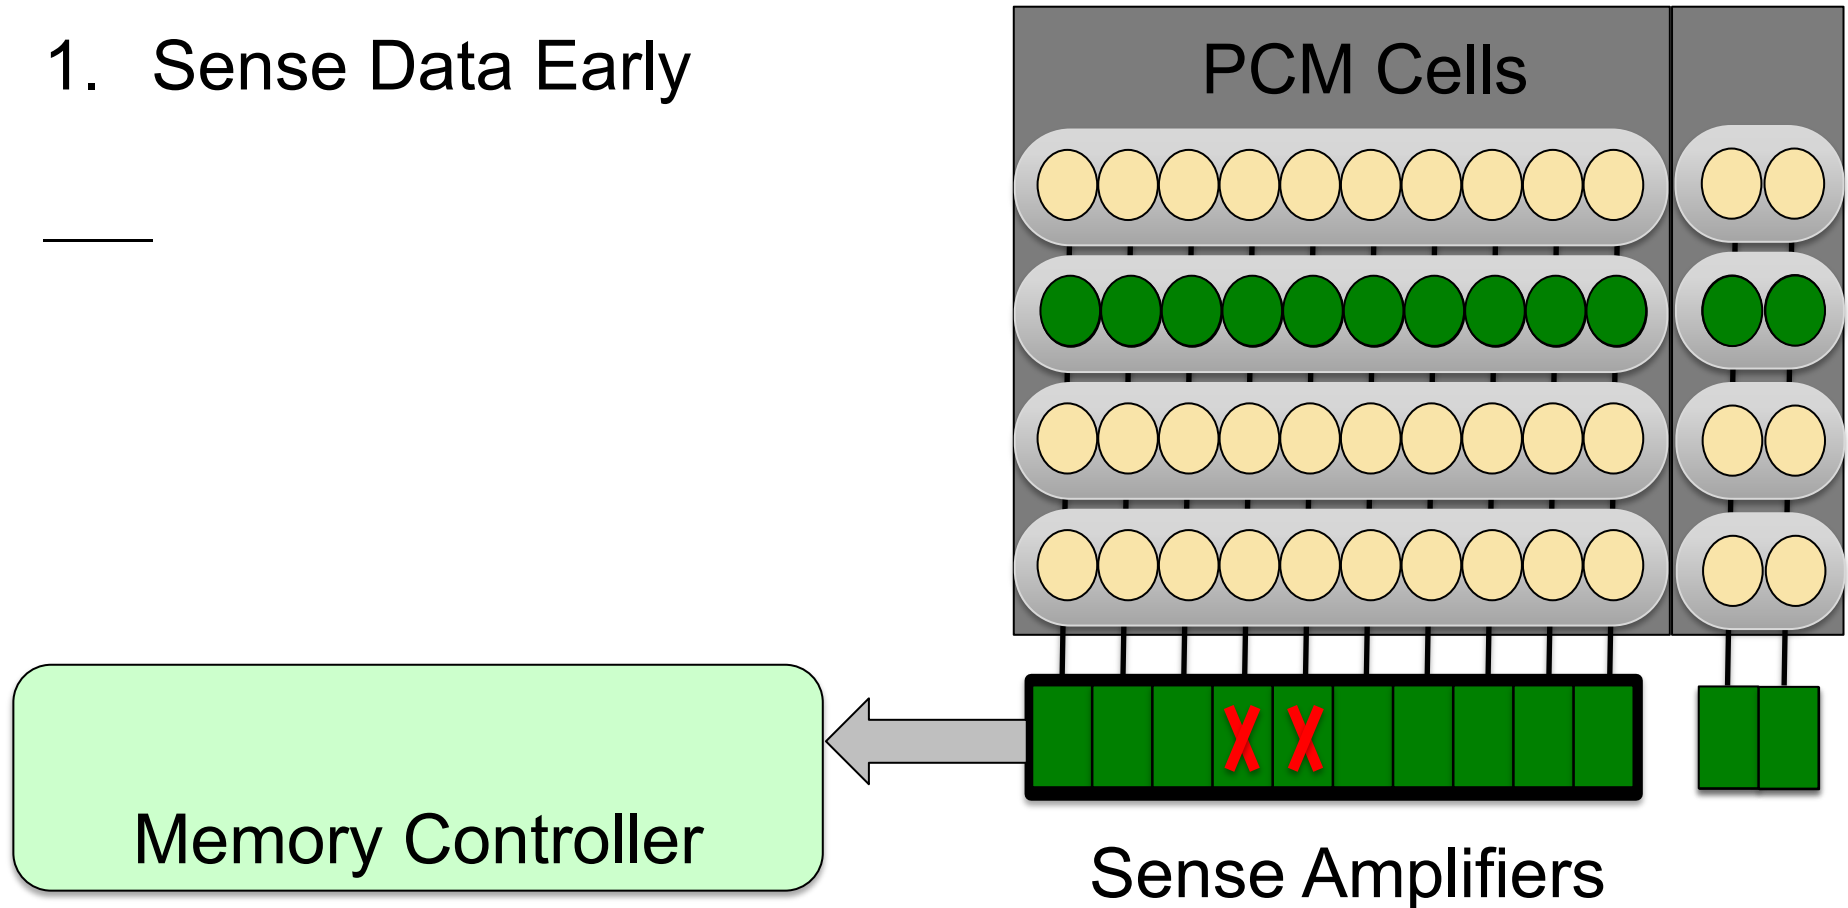 1. Sense Data Early
PCM Cells
Memory Controller
Sense Amplifiers